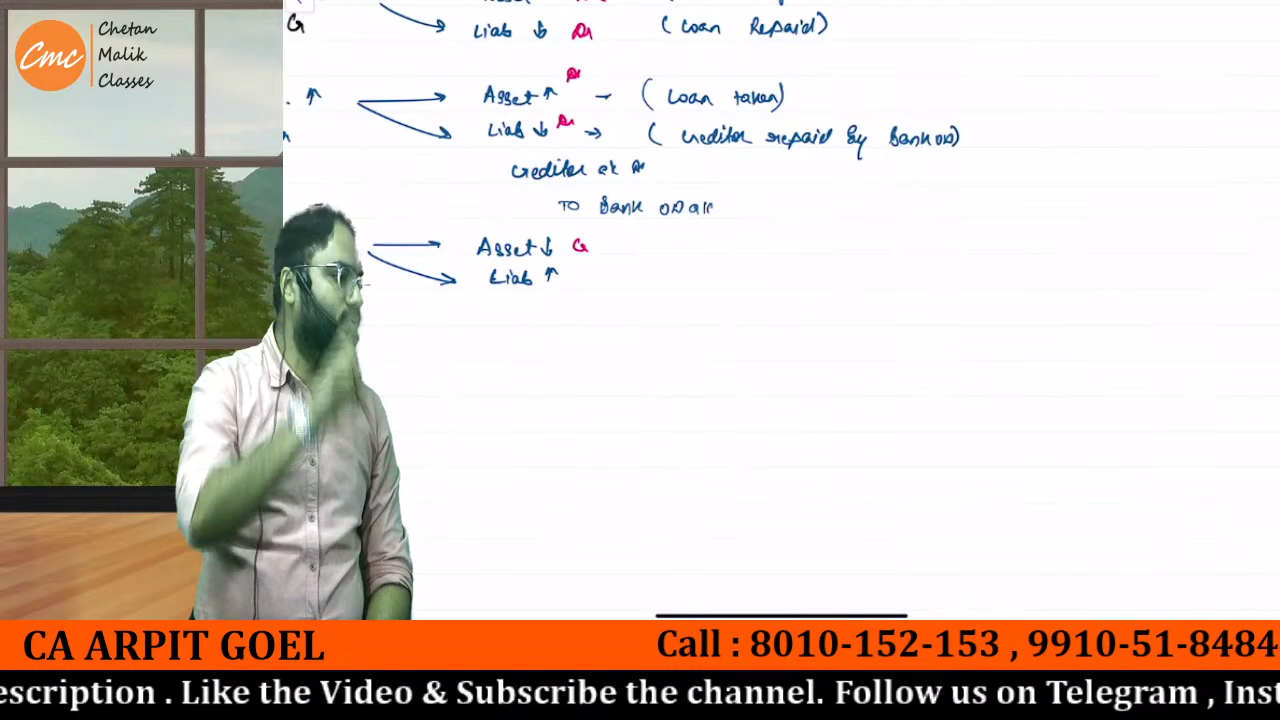 Cmc
Chetan
Malik
Classes
Cr
Liab ↓ Dr ( Loan Repaid)
. ↑ Asset ↑ Dr → ( Loan taken)
Liab ↓ Dr → ( Creditor repaid by Bank OD)
Creditor a/c Dr
To Bank OD a/c
Asset ↓ Cr
Liab ↑
CA ARPIT GOEL
Call : 8010-152-153 , 9910-51-8484
escription . Like the Video & Subscribe the channel. Follow us on Telegram , Inst